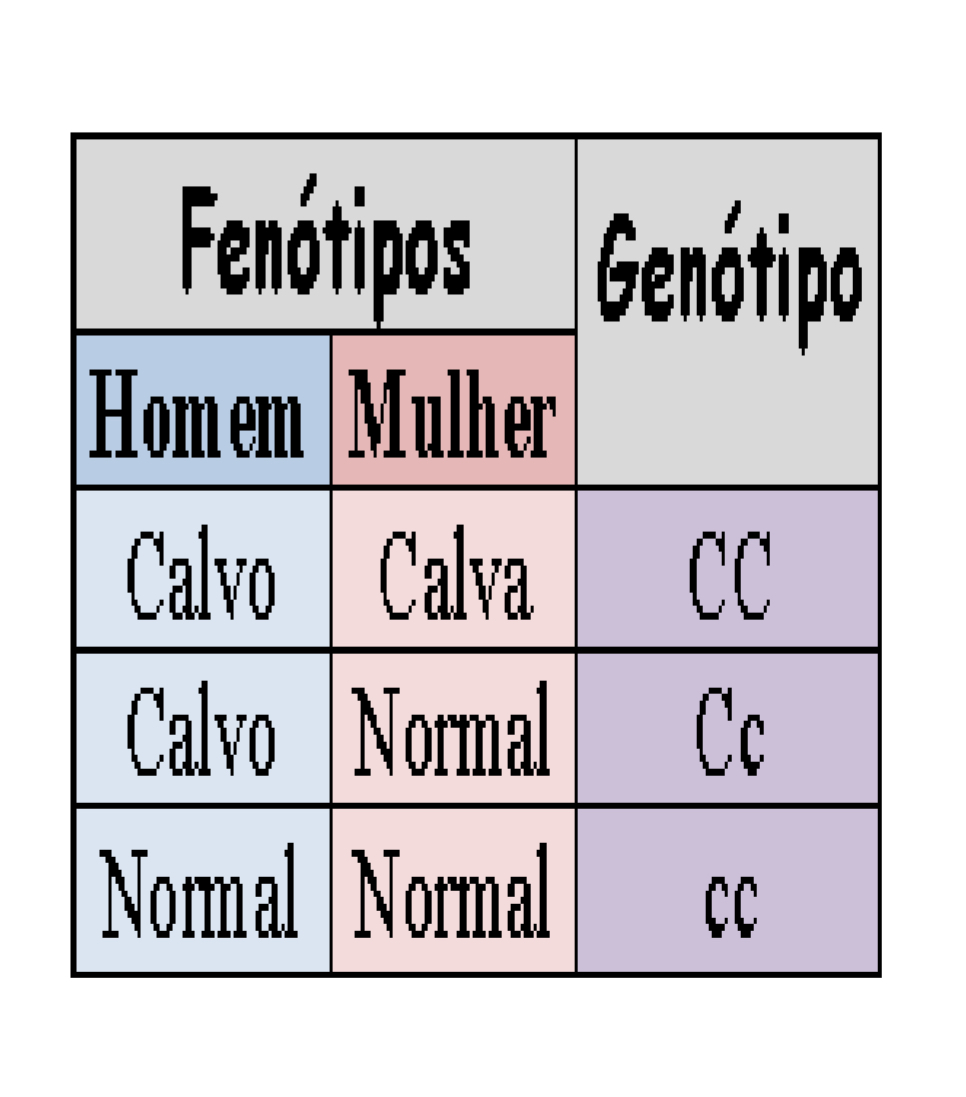 Fenótipos
Genótipo
Homem Mulher
Calvo Calva CC
Calvo Normal Cc
Normal Normal cc